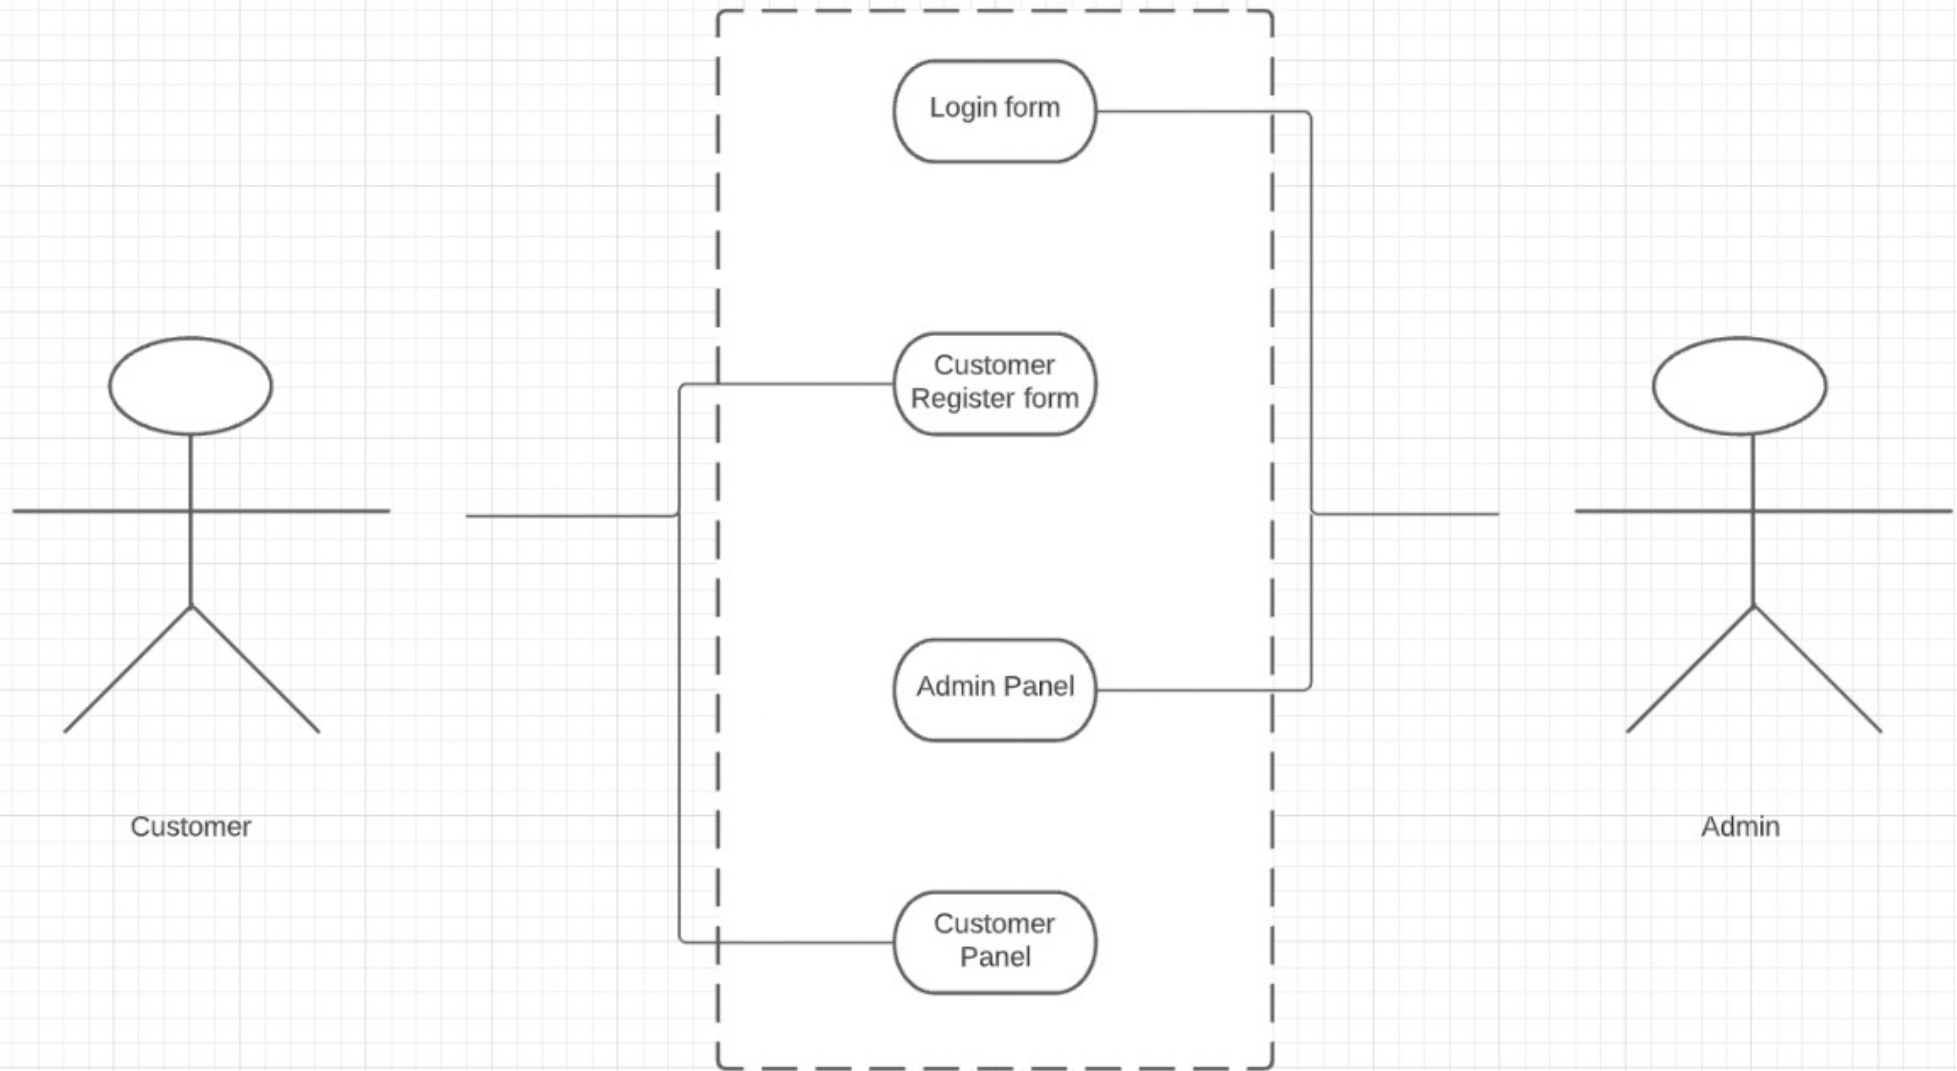 Login form
Customer
Register form
Admin Panel
Customer
Panel
Customer
Admin